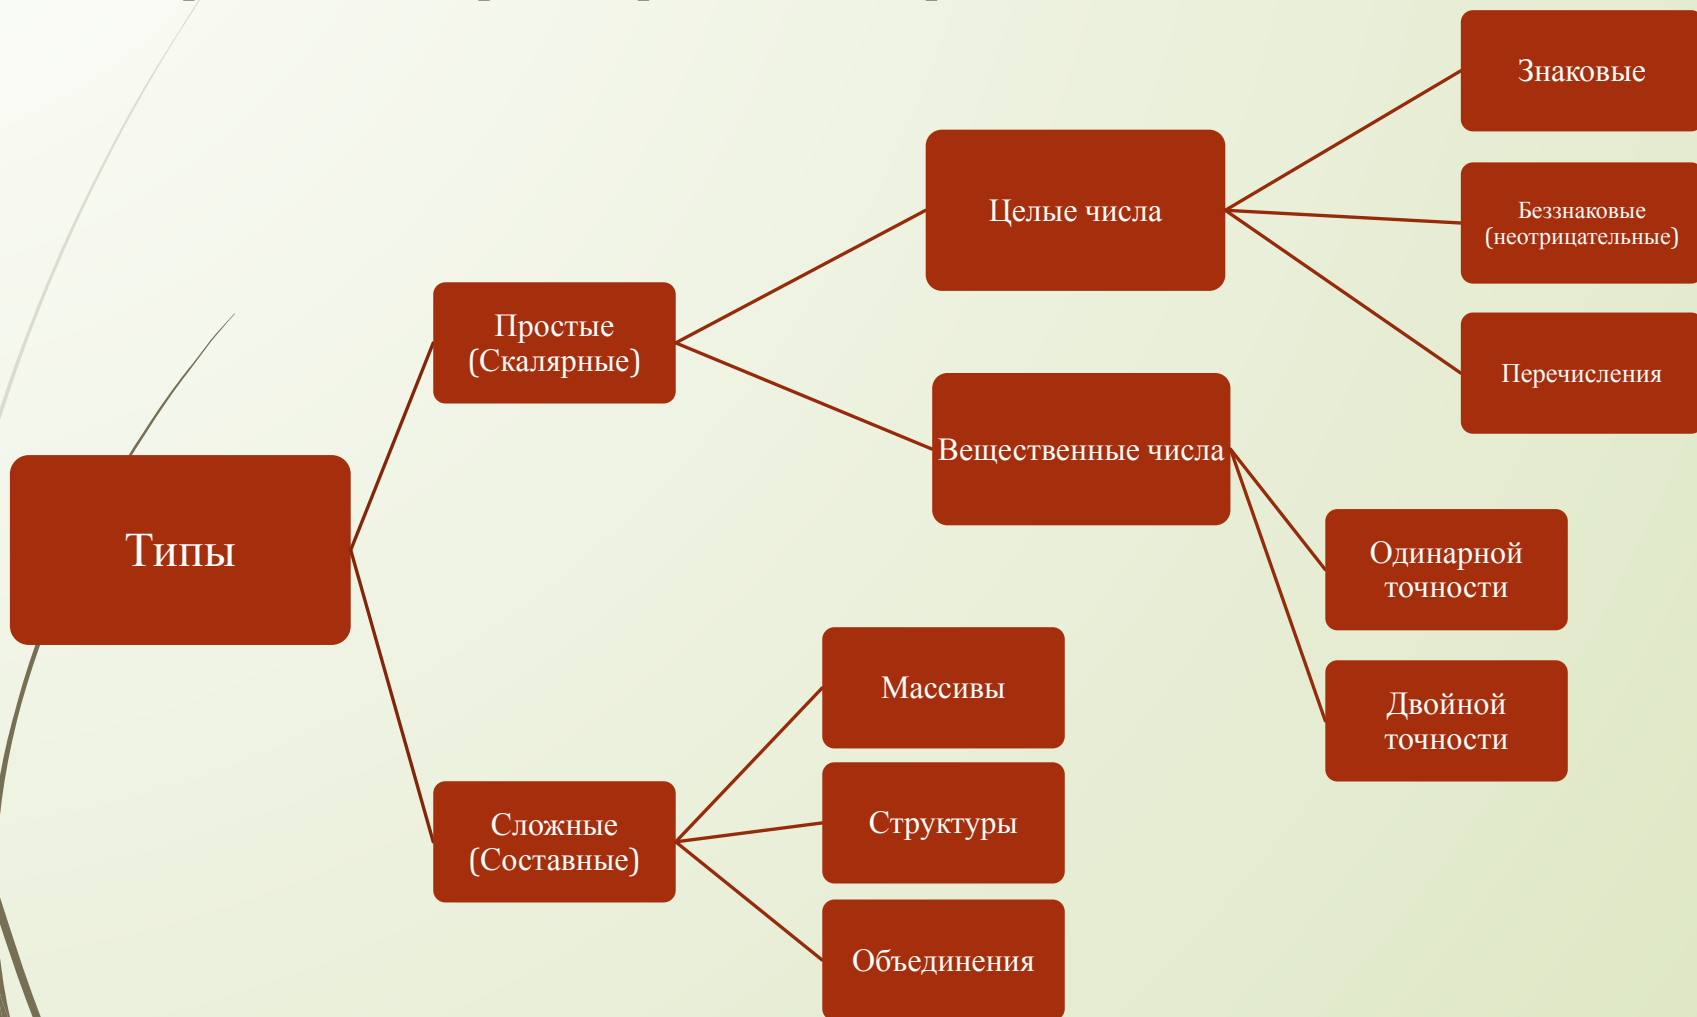 Типы
Простые
(Скалярные)
Целые числа
Знаковые
Беззнаковые
(неотрицательные)
Перечисления
Вещественные числа
Одинарной
точности
Двойной
точности
Сложные
(Составные)
Массивы
Структуры
Объединения